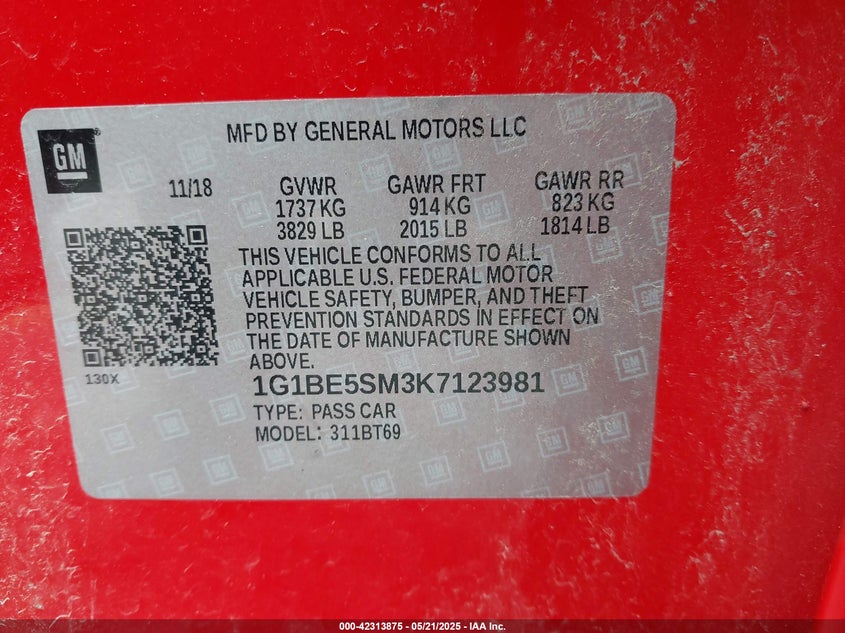 GM
MFD BY GENERAL MOTORS LLC
11/18 GVWR GAWR FRT GAWR RR
1737 KG 914 KG 823 KG
3829 LB 2015 LB 1814 LB
THIS VEHICLE CONFORMS TO ALL
APPLICABLE U.S. FEDERAL MOTOR
VEHICLE SAFETY, BUMPER, AND THEFT
PREVENTION STANDARDS IN EFFECT ON
THE DATE OF MANUFACTURE SHOWN
ABOVE.
130X
1G1BE5SM3K7123981
TYPE: PASS CAR
MODEL: 311BT69
000-42313875 - 05/21/2025 - IAA Inc.